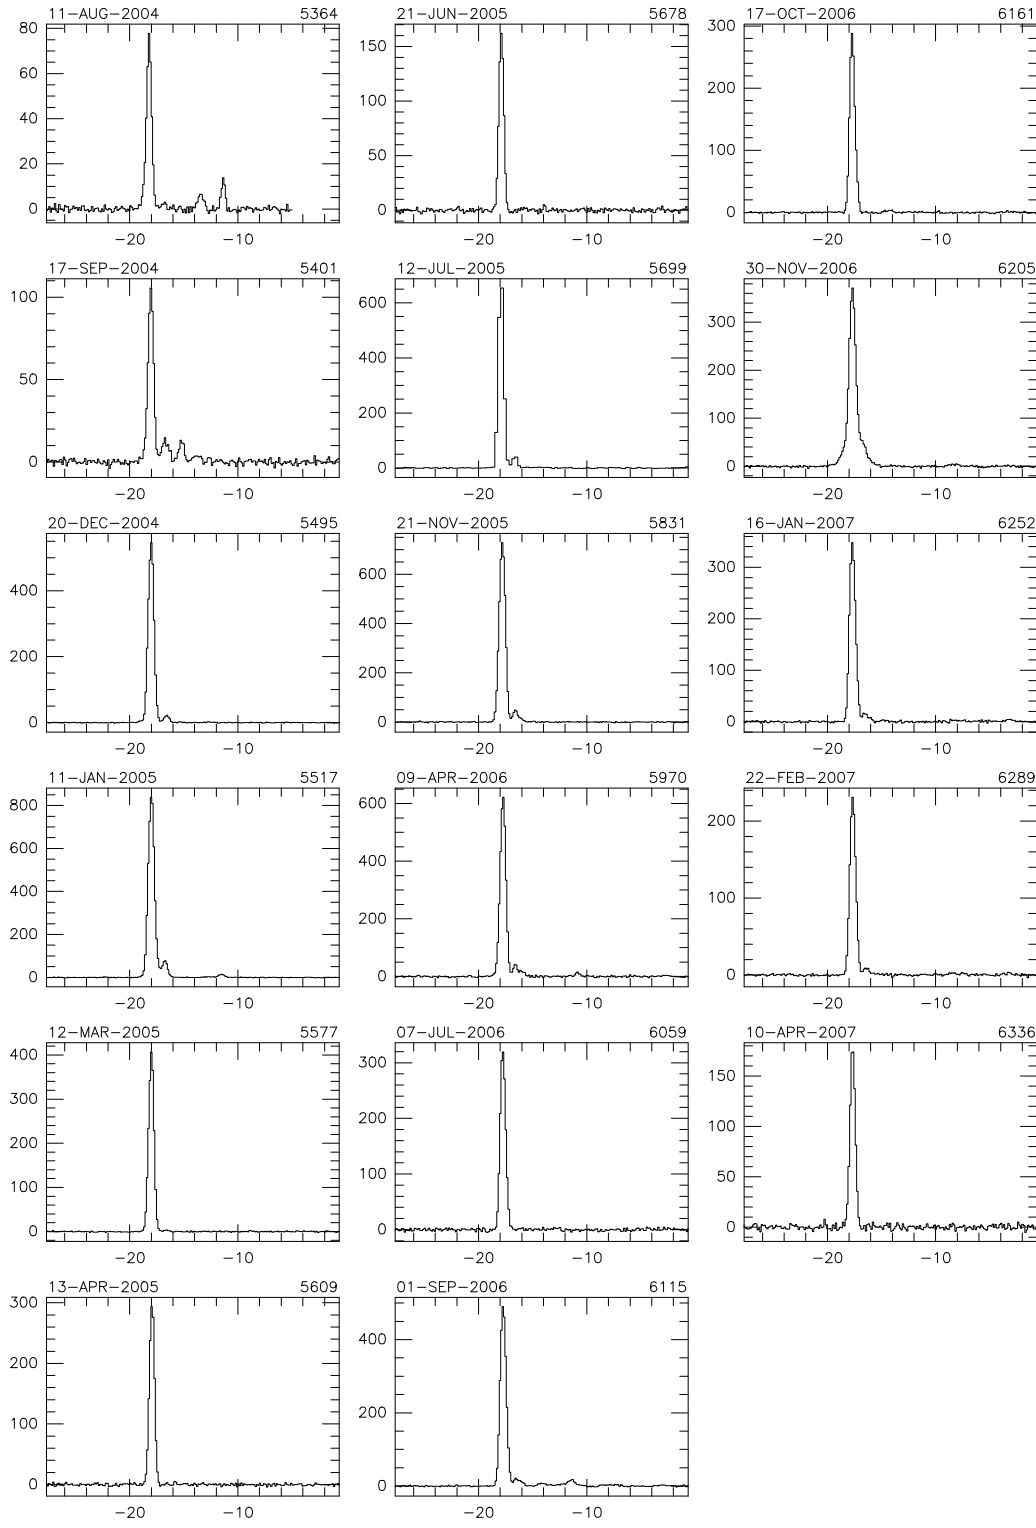 11-AUG-2004 5364 21-JUN-2005 5678 17-OCT-2006 6161
80 60 40 20 0
150 100 50 0
300 200 100 0
-20 -10 -20 -10 -20 -10
17-SEP-2004 5401 12-JUL-2005 5699 30-NOV-2006 6205
100 50 0
600 400 200 0
300 200 100 0
-20 -10 -20 -10 -20 -10
20-DEC-2004 5495 21-NOV-2005 5831 16-JAN-2007 6252
400 200 0
600 400 200 0
300 200 100 0
-20 -10 -20 -10 -20 -10
11-JAN-2005 5517 09-APR-2006 5970 22-FEB-2007 6289
800 600 400 200 0
600 400 200 0
200 100 0
-20 -10 -20 -10 -20 -10
12-MAR-2005 5577 07-JUL-2006 6059 10-APR-2007 6336
400 300 200 100 0
300 200 100 0
150 100 50 0
-20 -10 -20 -10 -20 -10
13-APR-2005 5609 01-SEP-2006 6115
300 200 100 0
400 200 0
-20 -10 -20 -10